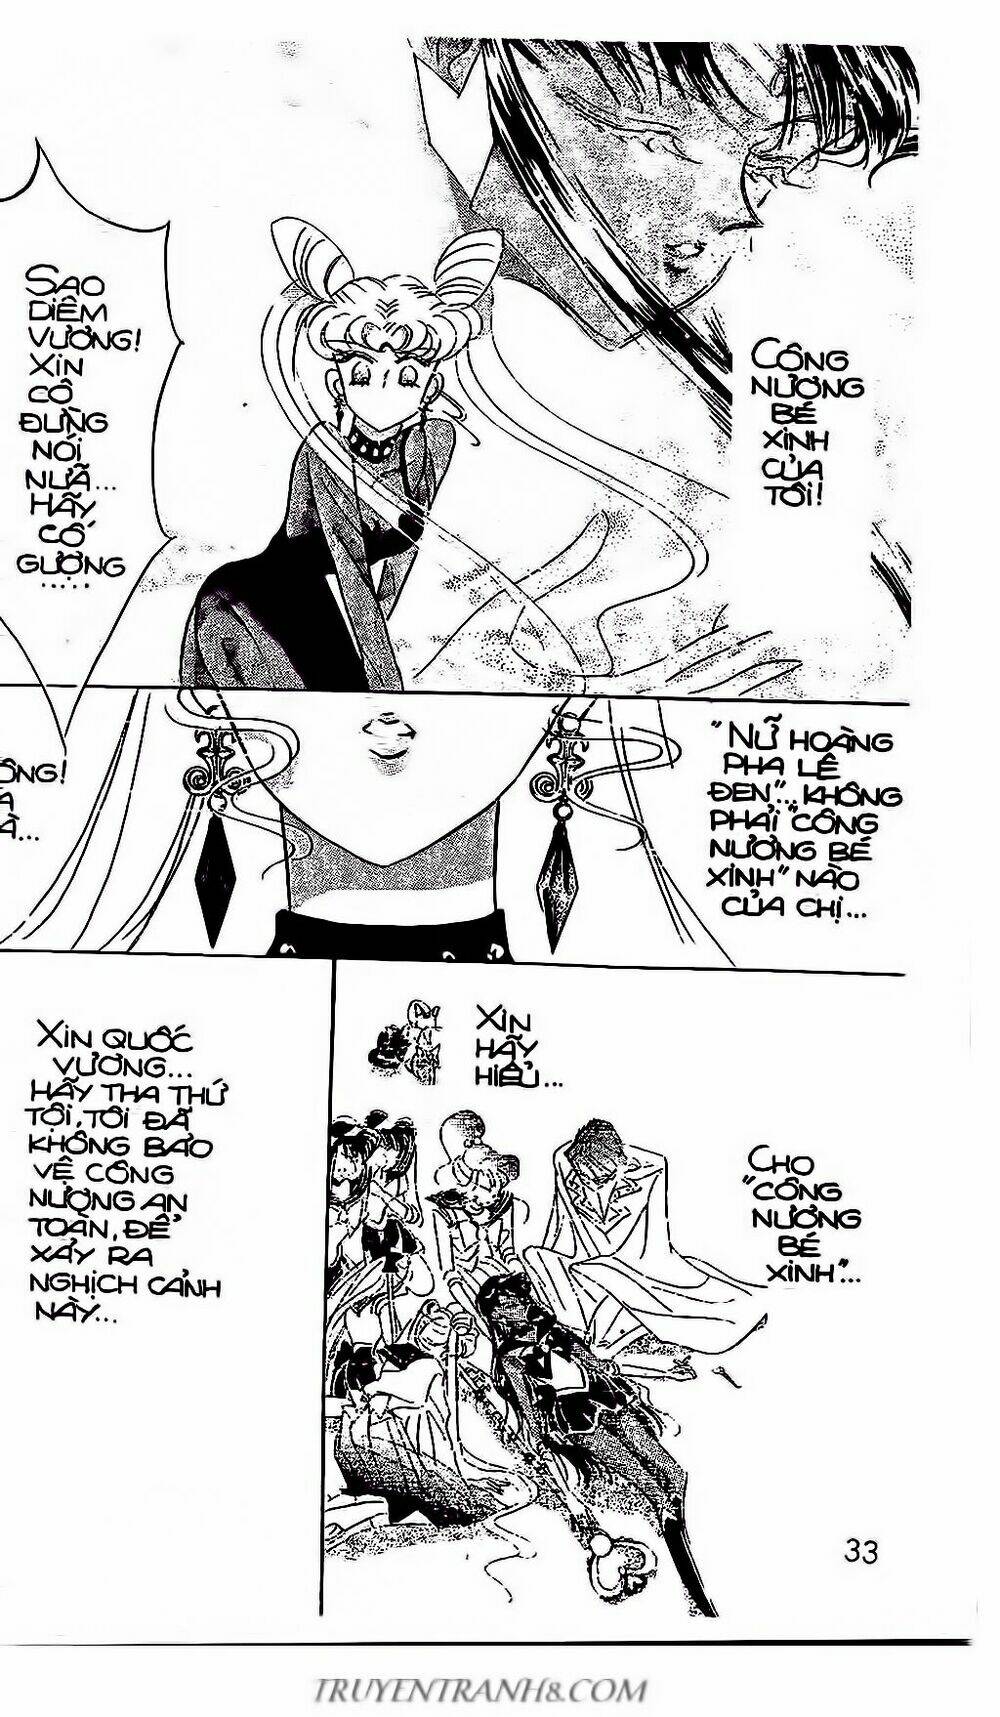 SAO
DIÊM
VƯƠNG!
XIN
CÔ
ĐỪNG
NÓI
NỮA...
HÃY
CỐ
GƯỢNG
.....
CÔNG
NƯƠNG
BÉ
XINH
CỦA
TÔI!
ÔNG!
À...
"NỮ HOÀNG
PHA LÊ
ĐEN"... KHÔNG
PHẢI "CÔNG
NƯƠNG BÉ
XINH" NÀO
CỦA CHỊ...
XIN QUỐC
VƯƠNG...
HÃY THA THỨ
TỘI, TÔI ĐÃ
KHÔNG BẢO
VỆ CÔNG
NƯƠNG AN
TOÀN, ĐỂ
XẢY RA
NGHỊCH CẢNH
NÀY...
XIN
HÃY
HIỂU...
CHO
"CÔNG
NƯƠNG
BÉ
XINH"...
33
TRUYENTRANH8.COM